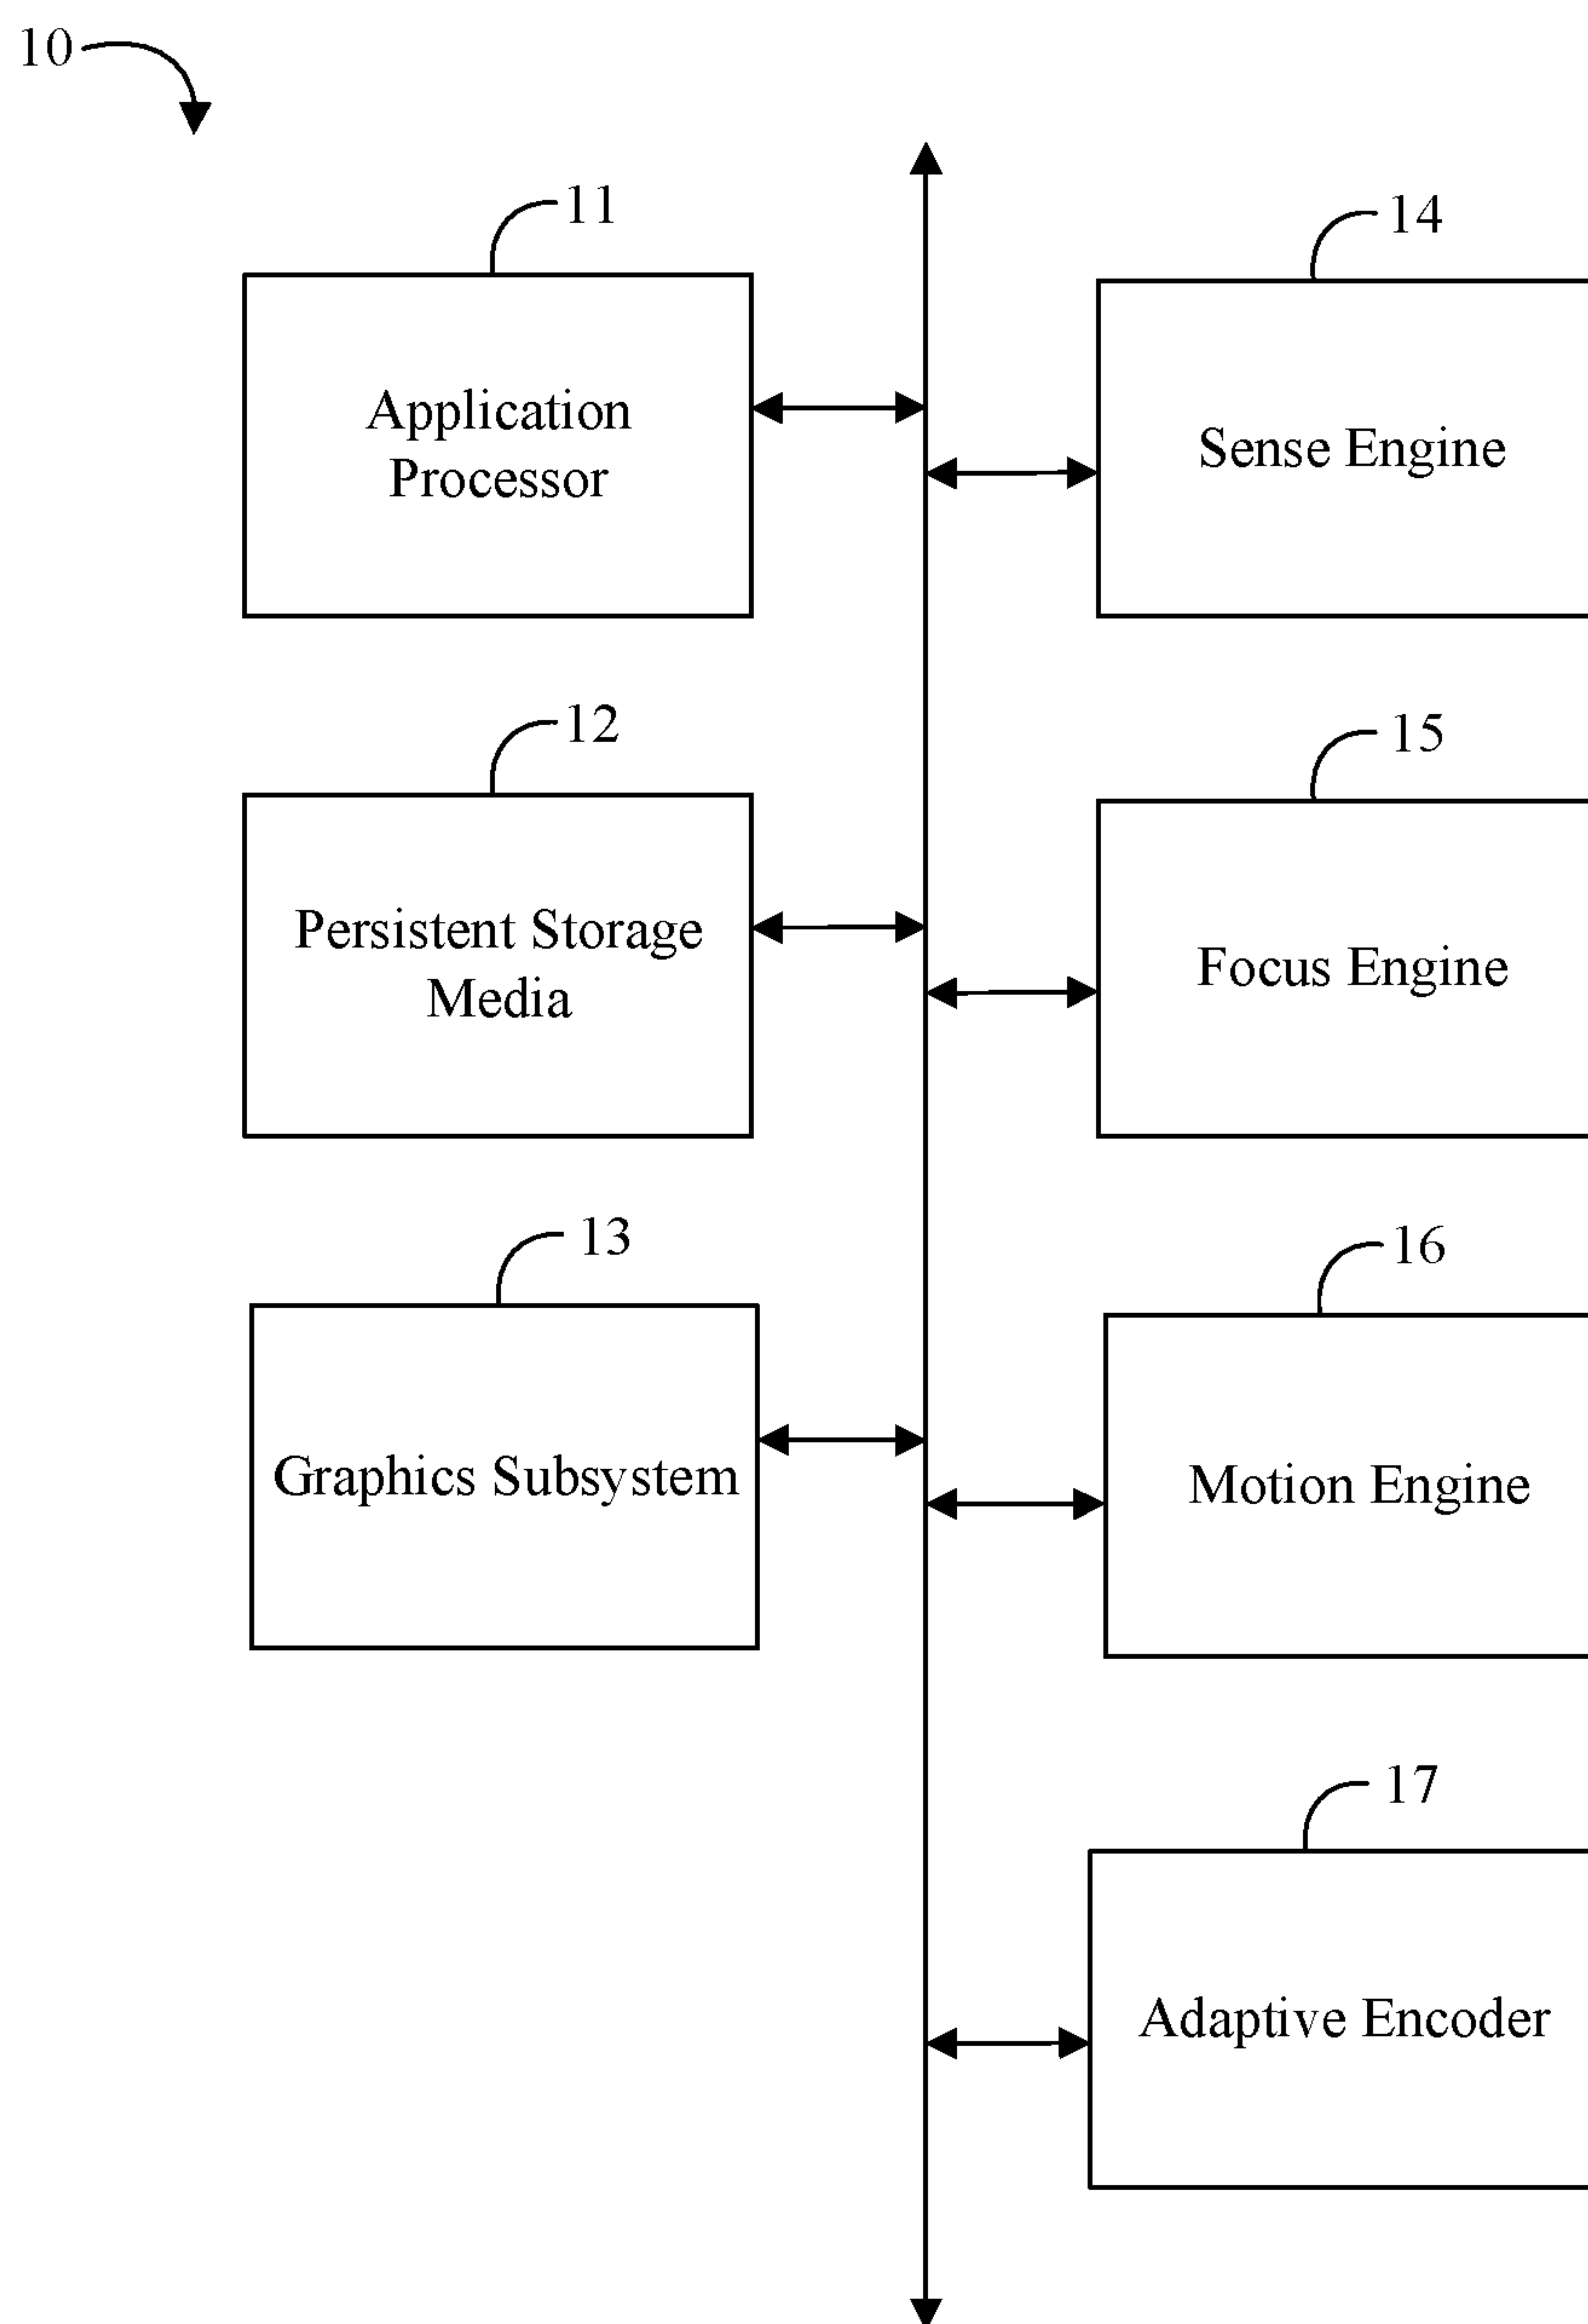 10
11
Application
Processor
12
Persistent Storage
Media
13
Graphics Subsystem
14
Sense Engine
15
Focus Engine
16
Motion Engine
17
Adaptive Encoder